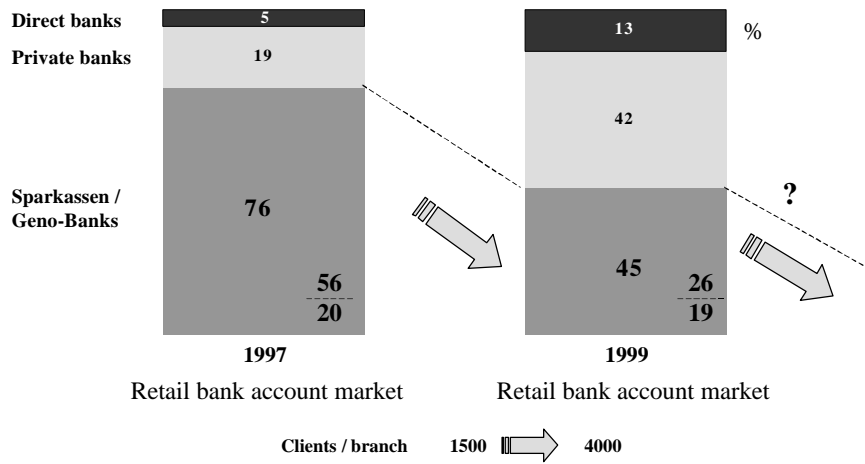 Direct banks 5 13 %
Private banks 19 42
Sparkassen /
Geno-Banks
76 45
?
56 26
20 19
1997 1999
Retail bank account market Retail bank account market
Clients / branch 1500 4000